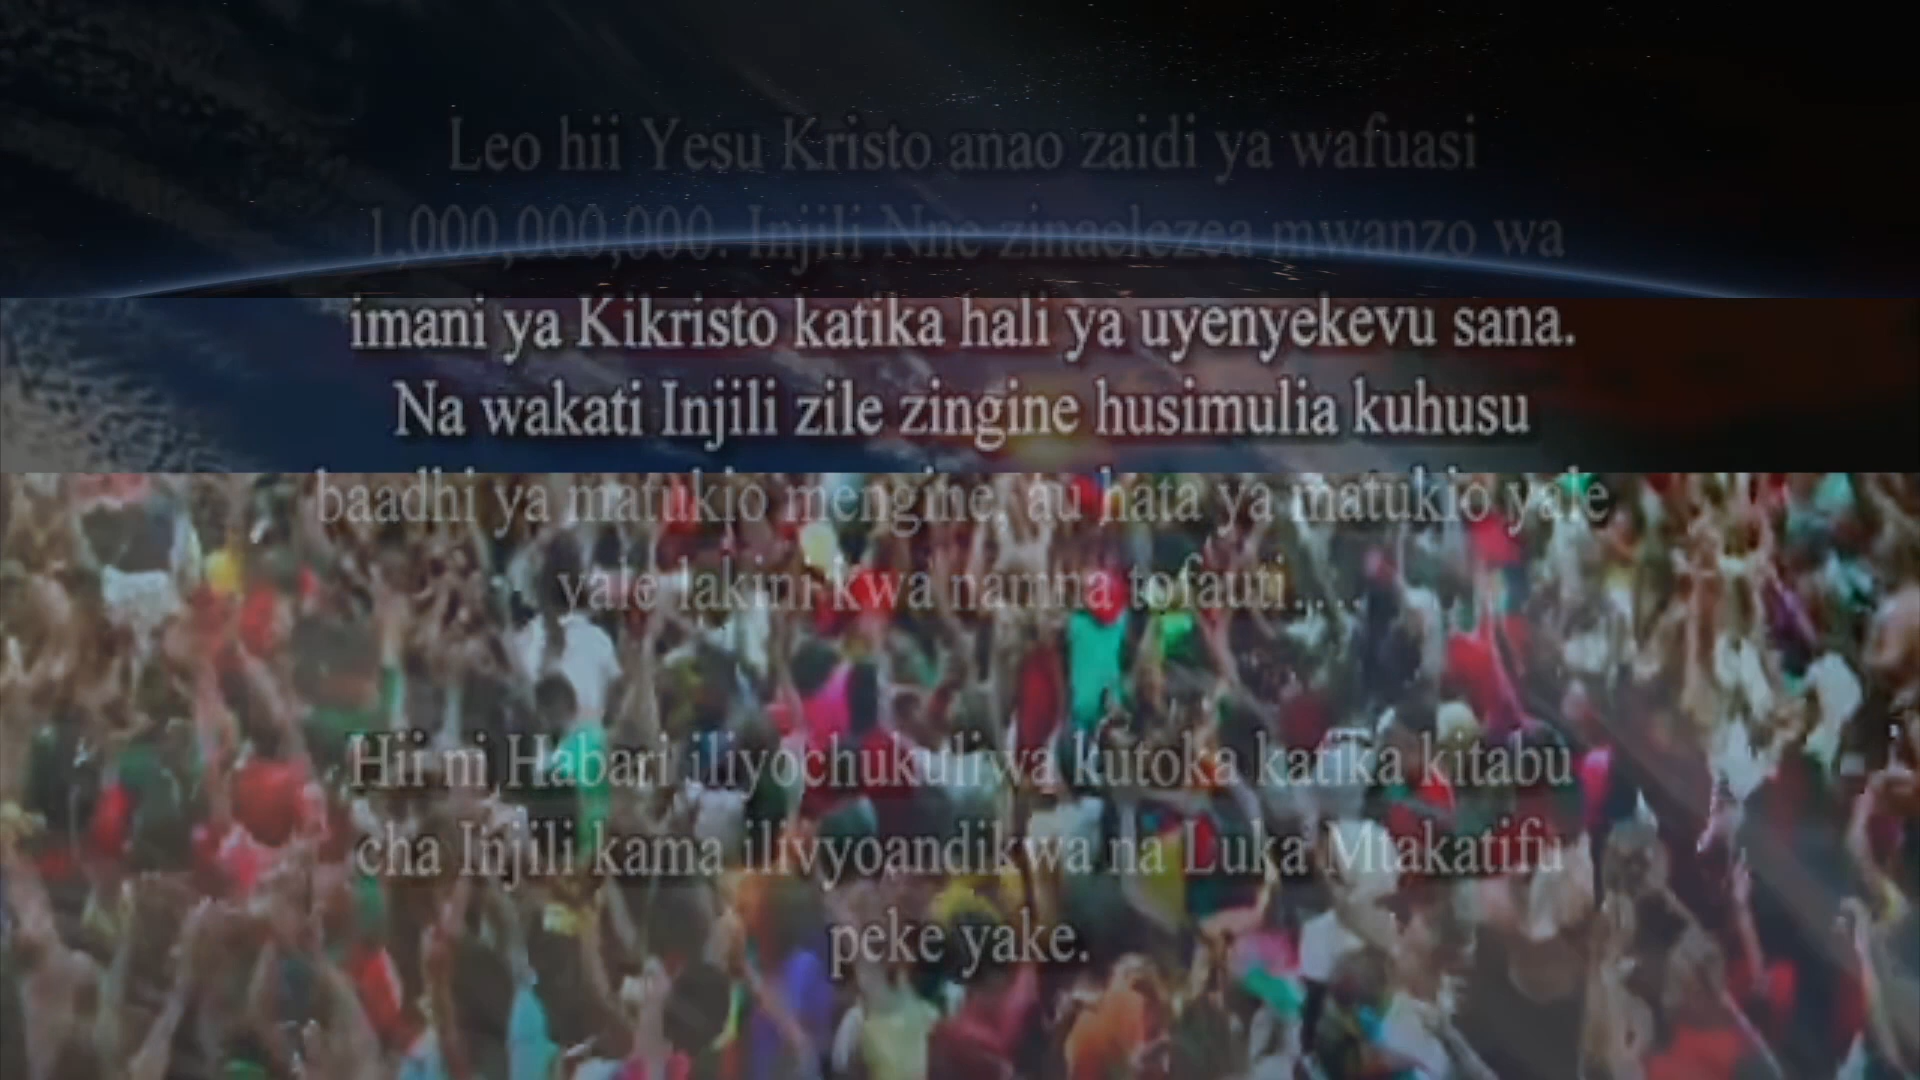 Leo hii Yesu Kristo anao zaidi ya wafuasi
1,000,000,000. Injili Nne zinaelezea mwanzo wa
imani ya Kikristo katika hali ya uyenyekevu sana.
Na wakati Injili zile zingine husimulia kuhusu
baadhi ya matukio mengine, au hata ya matukio yale
yale lakini kwa namna tofauti.....
Hii ni Habari iliyochukuliwa kutoka katika kitabu
cha Injili kama ilivyoandikwa na Luka Mtakatifu
peke yake.